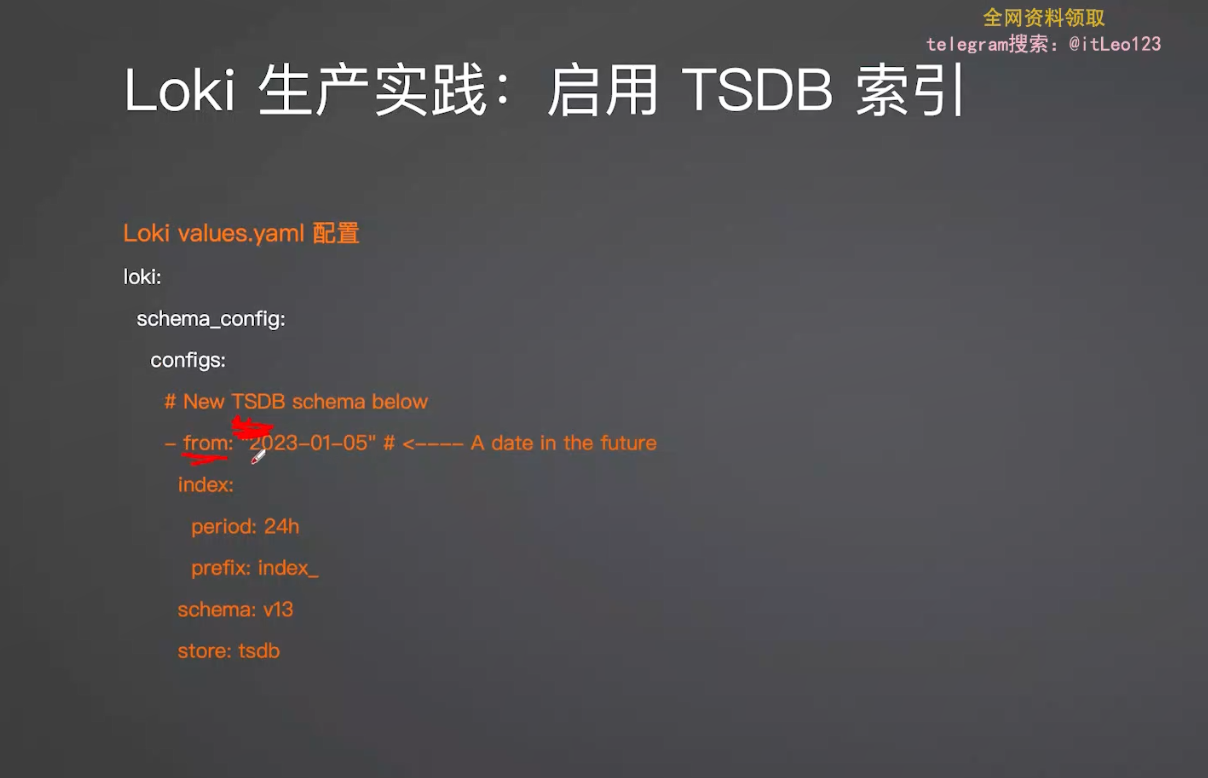 全网资料领取
telegram搜索：@itLeo123
Loki 生产实践：启用 TSDB 索引
Loki values.yaml 配置
loki:
schema_config:
configs:
# New TSDB schema below
- from: "2023-01-05" # <---- A date in the future
index:
period: 24h
prefix: index_
schema: v13
store: tsdb